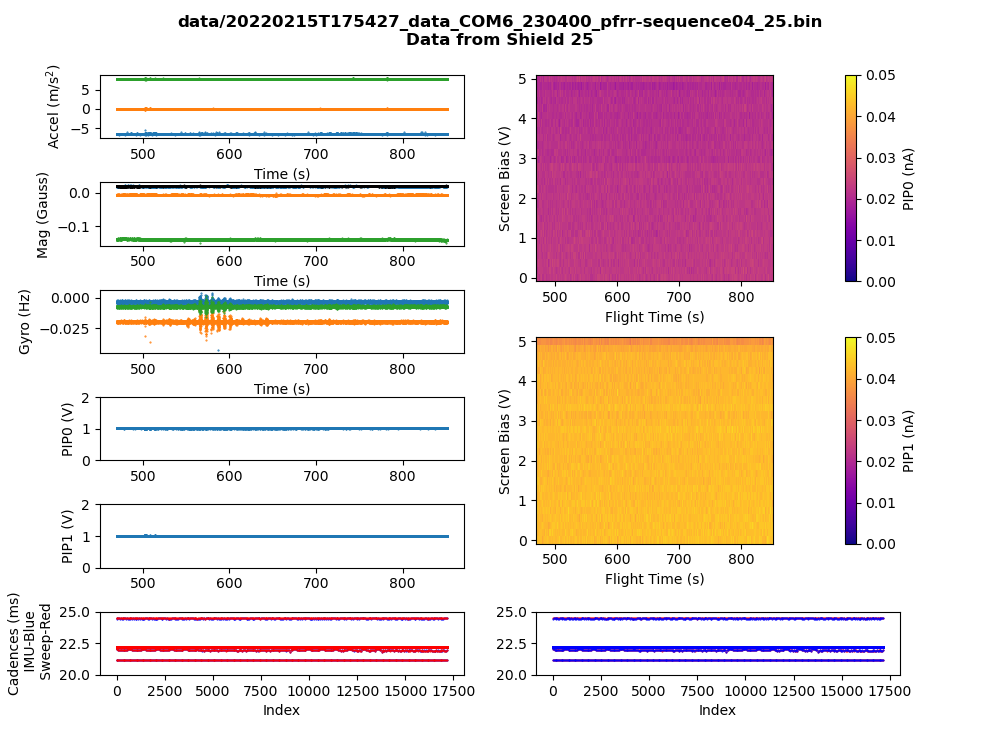 data/20220215T175427_data_COM6_230400_pfrr-sequence04_25.bin
Data from Shield 25
Accel (m/s²)
5
0
−5
500 600 700 800
Time (s)
Mag (Gauss)
0.0
−0.1
500 600 700 800
Time (s)
Gyro (Hz)
0.000
−0.025
500 600 700 800
Time (s)
PIP0 (V)
2
1
0
500 600 700 800
PIP1 (V)
2
1
0
500 600 700 800
Cadences (ms)
IMU-Blue
Sweep-Red
25.0
22.5
20.0
0 2500 5000 7500 10000 12500 15000 17500
Index
Screen Bias (V)
5
4
3
2
1
0
500 600 700 800
Flight Time (s)
0.05
0.04
0.03
0.02
0.01
0.00
PIP0 (nA)
Screen Bias (V)
5
4
3
2
1
0
500 600 700 800
Flight Time (s)
0.05
0.04
0.03
0.02
0.01
0.00
PIP1 (nA)
25.0
22.5
20.0
0 2500 5000 7500 10000 12500 15000 17500
Index